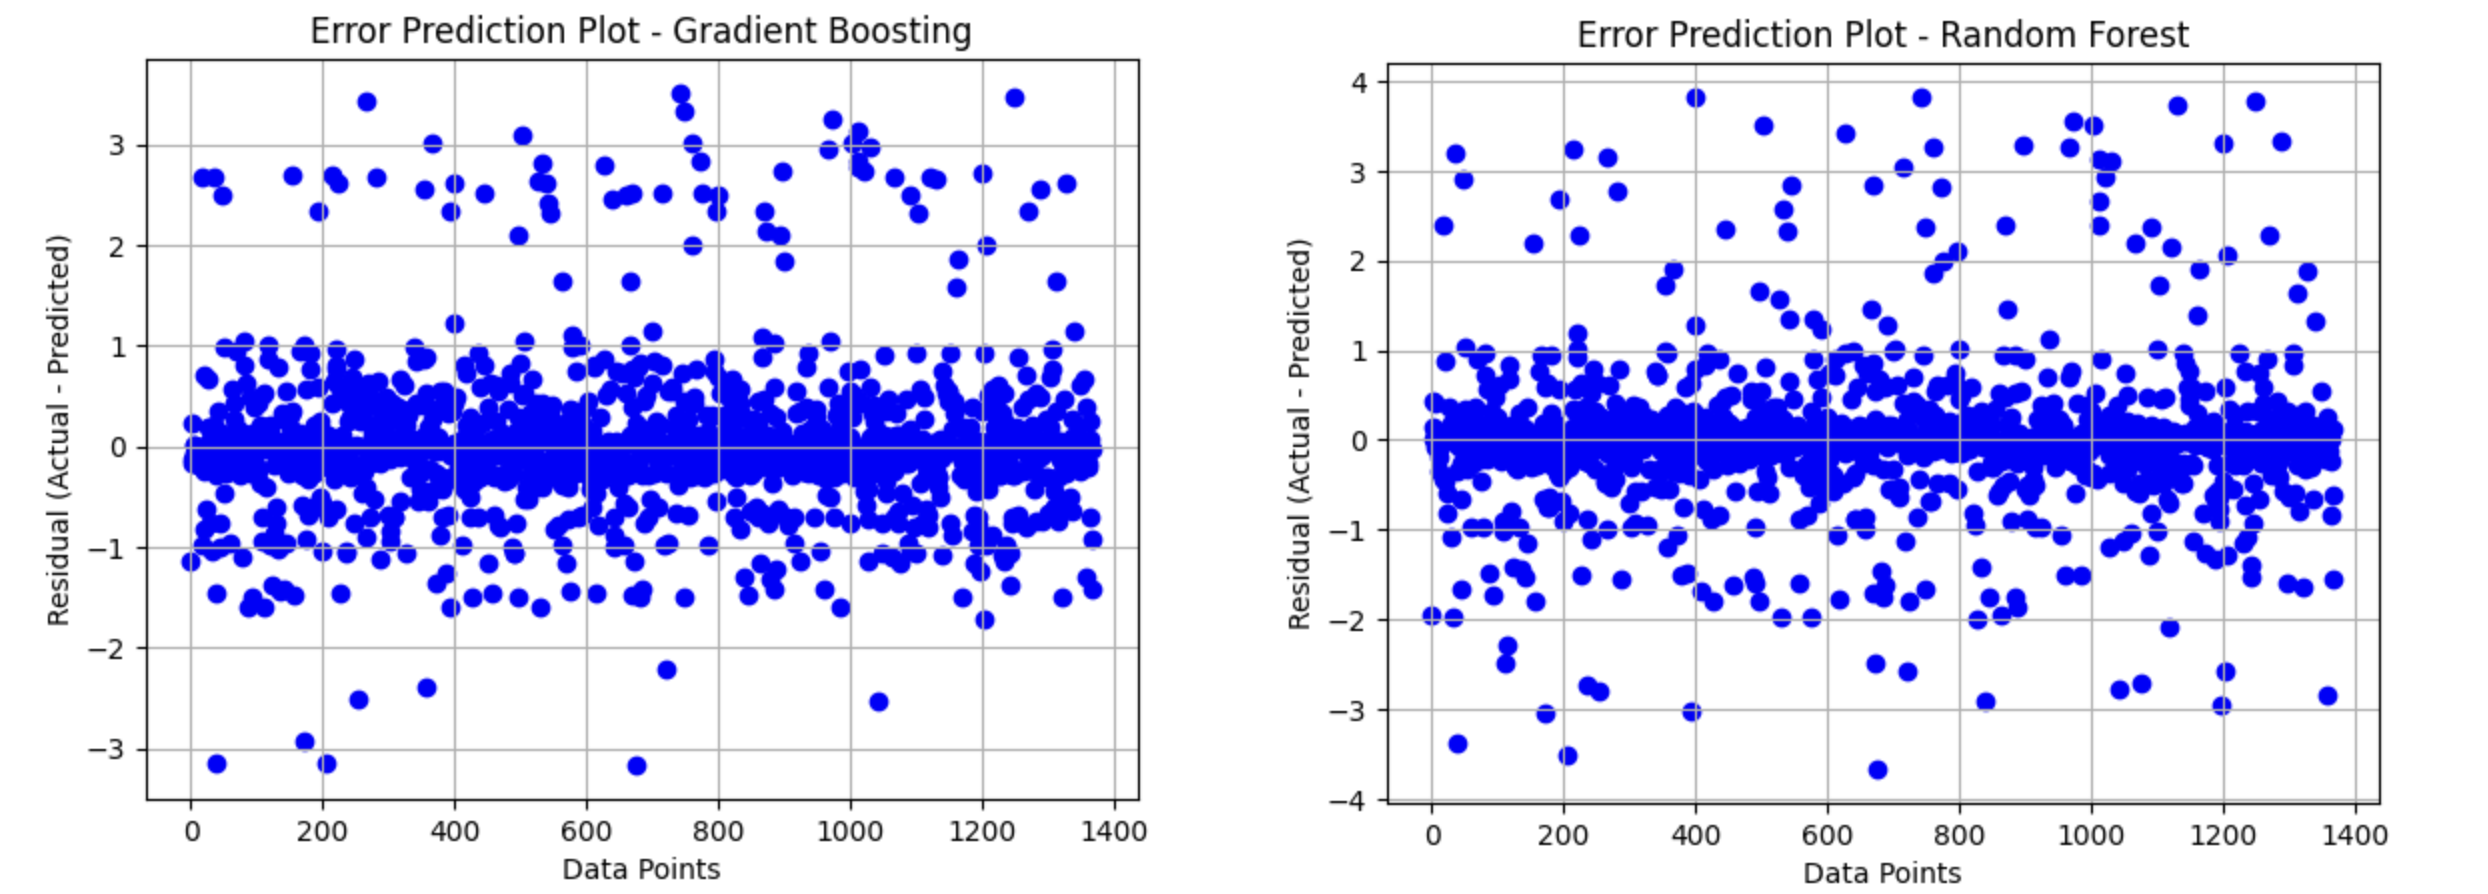 Error Prediction Plot - Gradient Boosting
3
2
1
0
−1
−2
−3
Residual (Actual - Predicted)
0 200 400 600 800 1000 1200 1400
Data Points
Error Prediction Plot - Random Forest
4
3
2
1
0
−1
−2
−3
−4
Residual (Actual - Predicted)
0 200 400 600 800 1000 1200 1400
Data Points